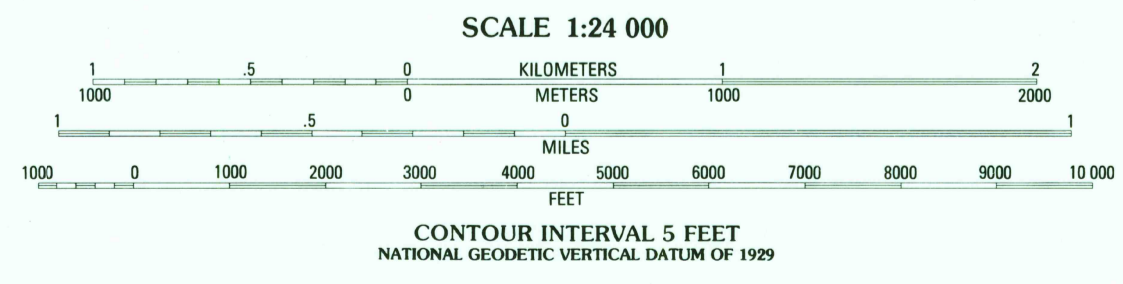 SCALE 1:24 000
1 .5 0 KILOMETERS 1 2
1000 0 METERS 1000 2000
1 .5 0 1
MILES
1000 0 1000 2000 3000 4000 5000 6000 7000 8000 9000 10 000
FEET
CONTOUR INTERVAL 5 FEET
NATIONAL GEODETIC VERTICAL DATUM OF 1929